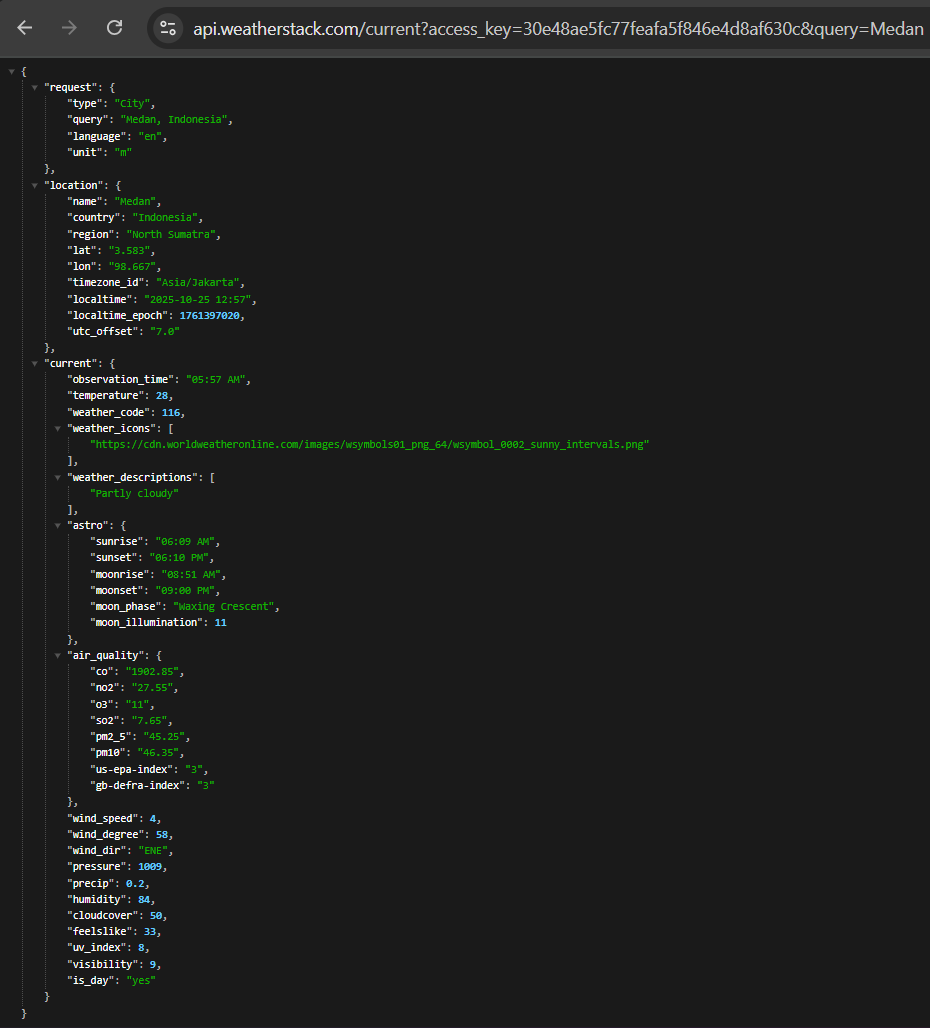 api.weatherstack.com/current?access_key=30e48ae5fc77feafa5f846e4d8af630c&query=Medan
{
"request": {
"type": "City",
"query": "Medan, Indonesia",
"language": "en",
"unit": "m"
},
"location": {
"name": "Medan",
"country": "Indonesia",
"region": "North Sumatra",
"lat": "3.583",
"lon": "98.667",
"timezone_id": "Asia/Jakarta",
"localtime": "2025-10-25 12:57",
"localtime_epoch": 1761397020,
"utc_offset": "7.0"
},
"current": {
"observation_time": "05:57 AM",
"temperature": 28,
"weather_code": 116,
"weather_icons": [
"https://cdn.worldweatheronline.com/images/wsymbols01_png_64/wsymbol_0002_sunny_intervals.png"
],
"weather_descriptions": [
"Partly cloudy"
],
"astro": {
"sunrise": "06:09 AM",
"sunset": "06:10 PM",
"moonrise": "08:51 AM",
"moonset": "09:00 PM",
"moon_phase": "Waxing Crescent",
"moon_illumination": 11
},
"air_quality": {
"co": "1902.85",
"no2": "27.55",
"o3": "11",
"so2": "7.65",
"pm2_5": "45.25",
"pm10": "46.35",
"us-epa-index": "3",
"gb-defra-index": "3"
},
"wind_speed": 4,
"wind_degree": 58,
"wind_dir": "ENE",
"pressure": 1009,
"precip": 0.2,
"humidity": 84,
"cloudcover": 50,
"feelslike": 33,
"uv_index": 8,
"visibility": 9,
"is_day": "yes"
}
}